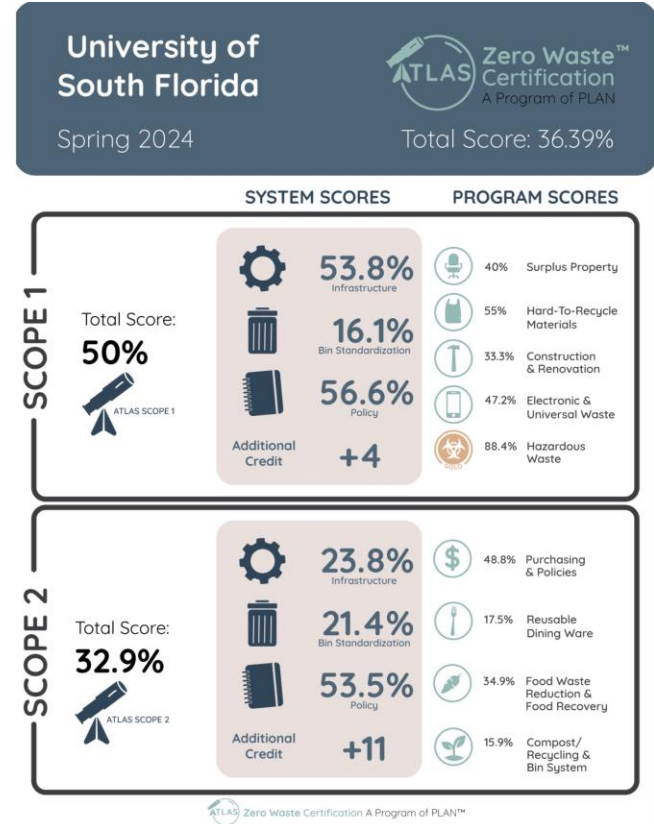 University of
South Florida
ATLAS
Zero Waste™
Certification
A Program of PLAN
Spring 2024
Total Score: 36.39%
SYSTEM SCORES
PROGRAM SCORES
SCOPE 1
Total Score:
50%
ATLAS SCOPE 1
53.8%
Infrastructure
16.1%
Bin Standardization
56.6%
Policy
Additional
Credit
+4
40% Surplus Property
55% Hard-To-Recycle
Materials
33.3% Construction
& Renovation
47.2% Electronic &
Universal Waste
GOLD
88.4% Hazardous
Waste
SCOPE 2
Total Score:
32.9%
ATLAS SCOPE 2
23.8%
Infrastructure
21.4%
Bin Standardization
53.5%
Policy
Additional
Credit
+11
$
48.8% Purchasing
& Policies
17.5% Reusable
Dining Ware
34.9% Food Waste
Reduction &
Food Recovery
15.9% Compost/
Recycling &
Bin System
ATLAS Zero Waste Certification A Program of PLAN™